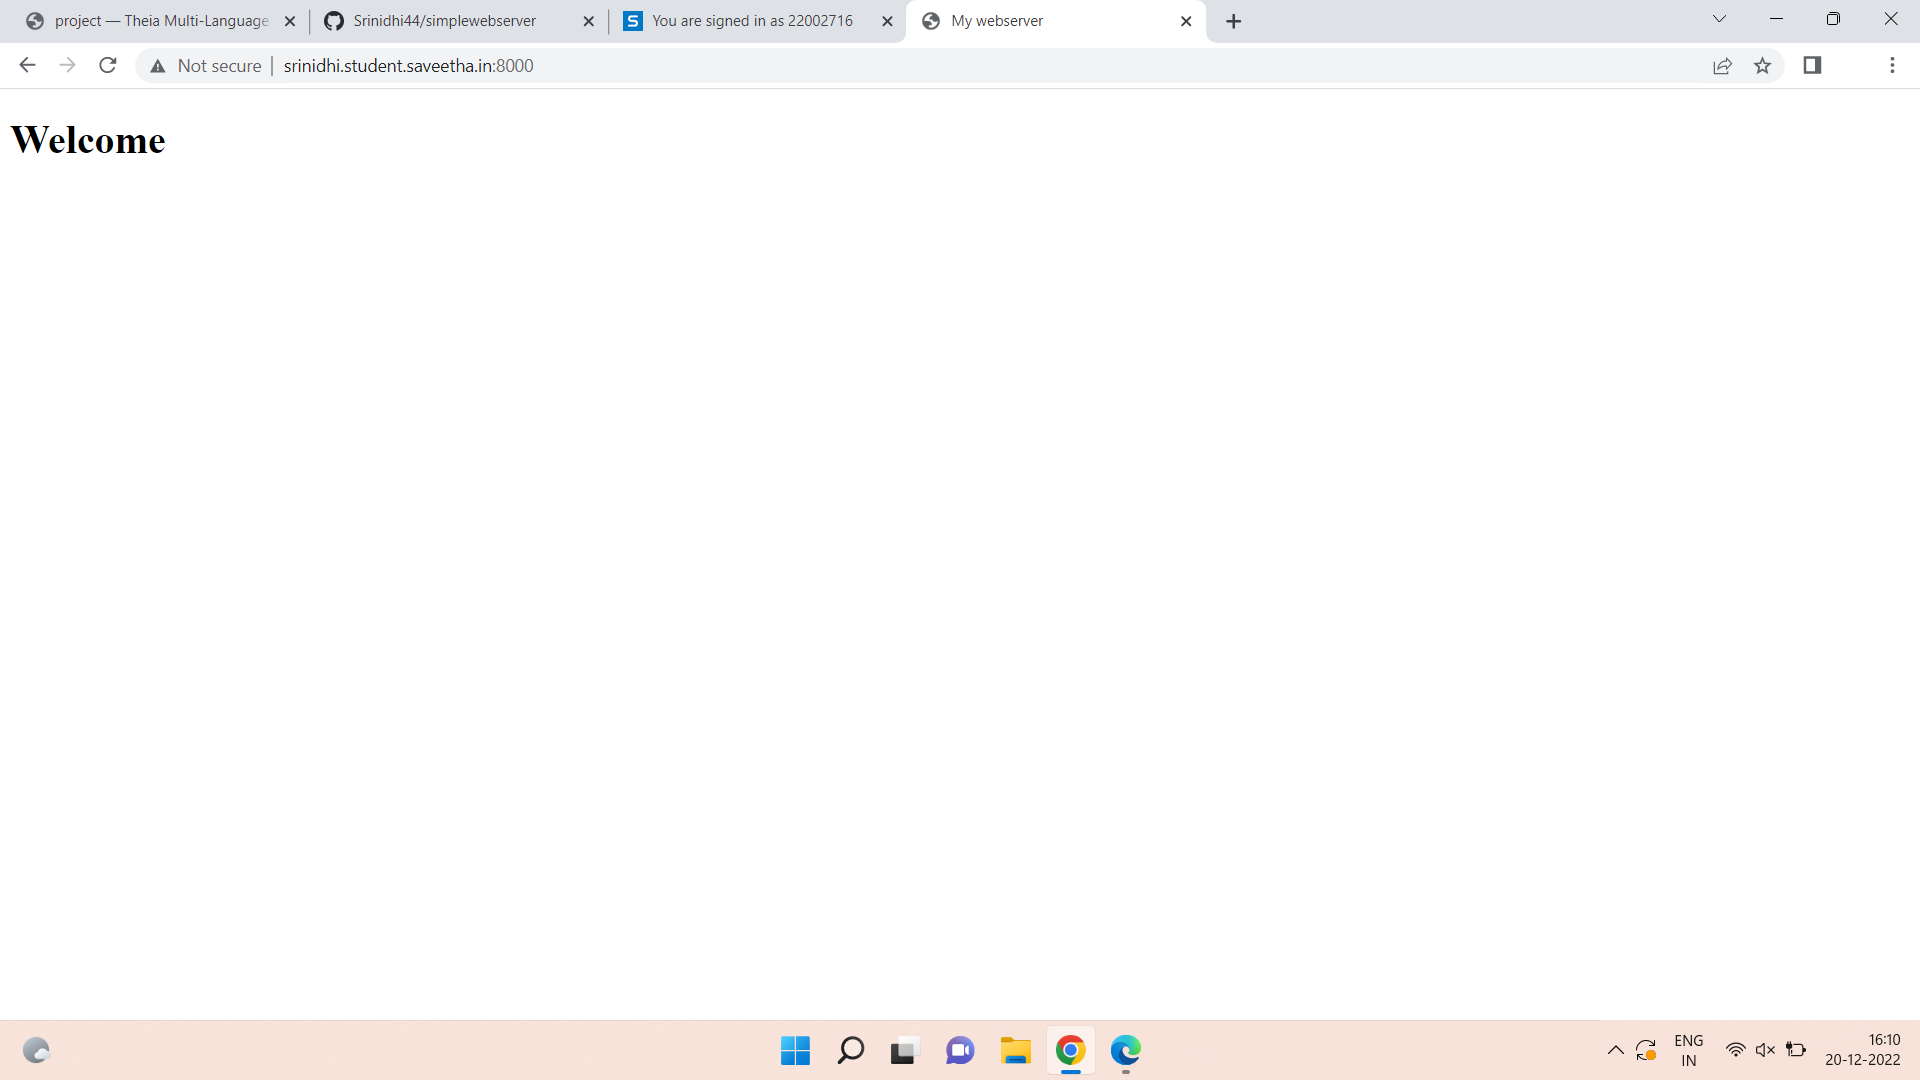 project — Theia Multi-Language
Srinidhi44/simplewebserver
S You are signed in as 22002716
My webserver
Not secure srinidhi.student.saveetha.in:8000
Welcome
ENG
IN
16:10
20-12-2022